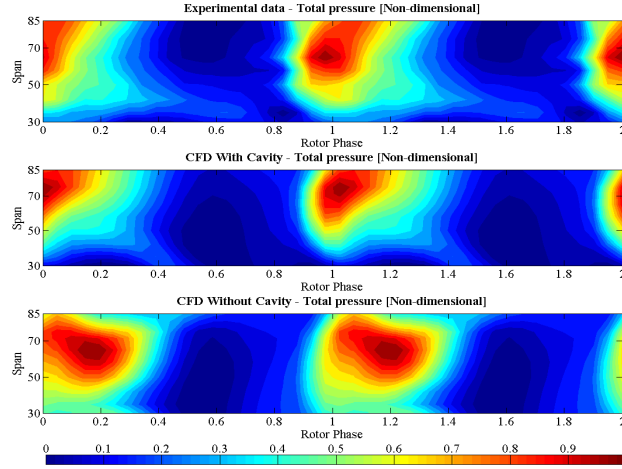 Experimental data - Total pressure [Non-dimensional]
85
70
50
30
Span
0 0.2 0.4 0.6 0.8 1 1.2 1.4 1.6 1.8 2
Rotor Phase
CFD With Cavity - Total pressure [Non-dimensional]
85
70
50
30
Span
0 0.2 0.4 0.6 0.8 1 1.2 1.4 1.6 1.8 2
Rotor Phase
CFD Without Cavity - Total pressure [Non-dimensional]
85
70
50
30
Span
0 0.2 0.4 0.6 0.8 1 1.2 1.4 1.6 1.8 2
Rotor Phase
0 0.1 0.2 0.3 0.4 0.5 0.6 0.7 0.8 0.9